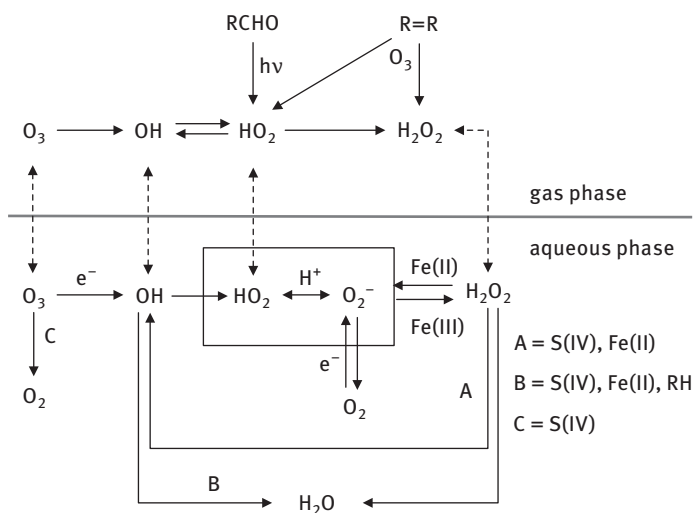 RCHO R=R
hν O₃
O₃ OH HO₂ H₂O₂
gas phase
aqueous phase
e⁻ H⁺ Fe(II)
O₃ OH HO₂ O₂⁻ H₂O₂
Fe(III)
C A = S(IV), Fe(II)
e⁻ A B = S(IV), Fe(II), RH
O₂ O₂
C = S(IV)
B H₂O